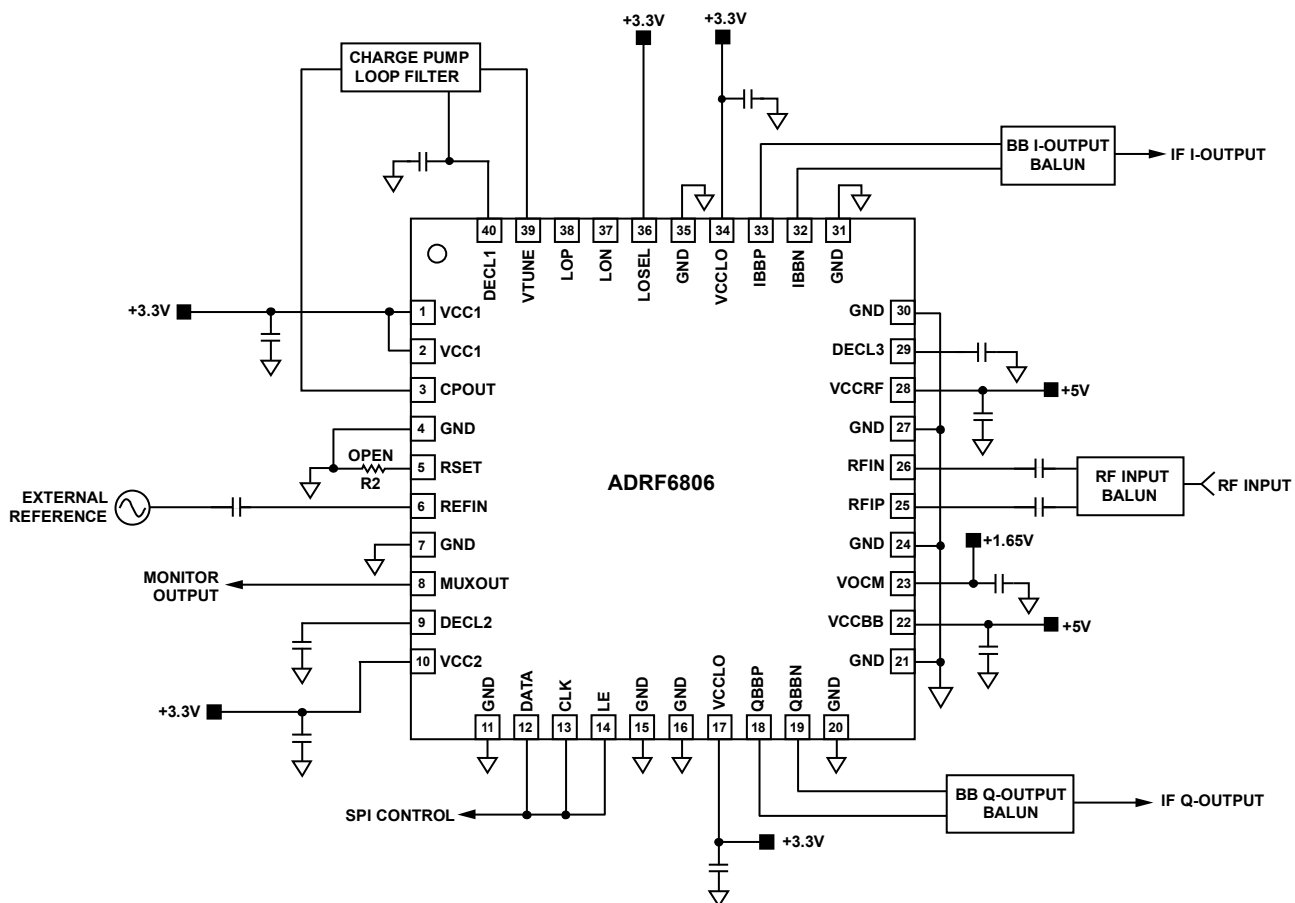 +3.3V
+3.3V
CHARGE PUMP
LOOP FILTER
BB I-OUTPUT
BALUN
IF I-OUTPUT
40
39
38
37
36
35
34
33
32
31
DECL1
VTUNE
LOP
LON
LOSEL
GND
VCCLO
IBBP
IBBN
GND
+3.3V
1 VCC1
2 VCC1
3 CPOUT
4 GND
OPEN
R2
5 RSET
EXTERNAL
REFERENCE
6 REFIN
7 GND
MONITOR
OUTPUT
8 MUXOUT
9 DECL2
10 VCC2
+3.3V
ADRF6806
GND 30
DECL3 29
VCCRF 28
+5V
GND 27
RFIN 26
RF INPUT
BALUN
RF INPUT
RFIP 25
GND 24
+1.65V
VOCM 23
VCCBB 22
+5V
GND 21
GND
DATA
CLK
LE
GND
GND
VCCLO
QBBP
QBBN
GND
11
12
13
14
15
16
17
18
19
20
SPI CONTROL
BB Q-OUTPUT
BALUN
IF Q-OUTPUT
+3.3V